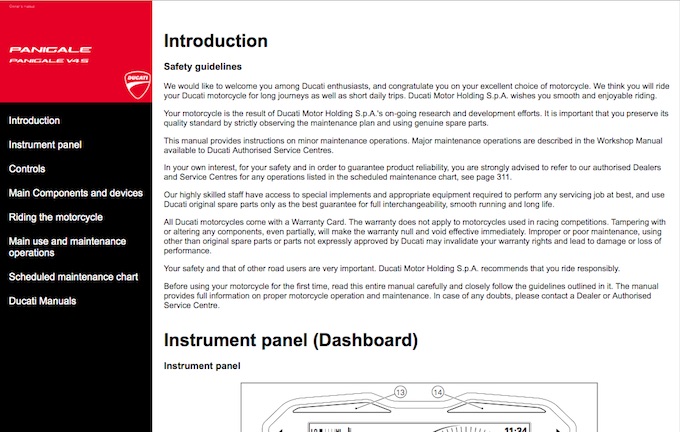 Owner's manual
PANIGALE
PANIGALE V4 S
DUCATI
Introduction
Instrument panel
Controls
Main Components and devices
Riding the motorcycle
Main use and maintenance
operations
Scheduled maintenance chart
Ducati Manuals
Introduction
Safety guidelines
We would like to welcome you among Ducati enthusiasts, and congratulate you on your excellent choice of motorcycle. We think you will
ride your Ducati motorcycle for long journeys as well as short daily trips. Ducati Motor Holding S.p.A. wishes you smooth and enjoyable riding.
Your motorcycle is the result of Ducati Motor Holding S.p.A.'s on-going research and development efforts. It is important that you preserve its
quality standard by strictly observing the maintenance plan and using genuine spare parts.
This manual provides instructions on minor maintenance operations. Major maintenance operations are described in the Workshop Manual
available to Ducati Authorised Service Centres.
In your own interest, for your safety and in order to guarantee product reliability, you are strongly advised to refer to our authorised Dealers
and Service Centres for any operations listed in the scheduled maintenance chart, see page 311.
Our highly skilled staff have access to special implements and appropriate equipment required to perform any servicing job at best, and use
Ducati original spare parts only as the best guarantee for full interchangeability, smooth running and long life.
All Ducati motorcycles come with a Warranty Card. The warranty does not apply to motorcycles used in racing competitions. Tampering with
or altering any components, even partially, will make the warranty null and void effective immediately. Improper or poor maintenance, using
other than original spare parts or parts not expressly approved by Ducati may invalidate your warranty rights and lead to damage or loss of
performance.
Your safety and that of other road users are very important. Ducati Motor Holding S.p.A. recommends that you ride responsibly.
Before using your motorcycle for the first time, read this entire manual carefully and closely follow the guidelines outlined in it. The manual
provides full information on proper motorcycle operation and maintenance. In case of any doubts, please contact a Dealer or Authorised
Service Centre.
Instrument panel (Dashboard)
Instrument panel
13 14
11:34